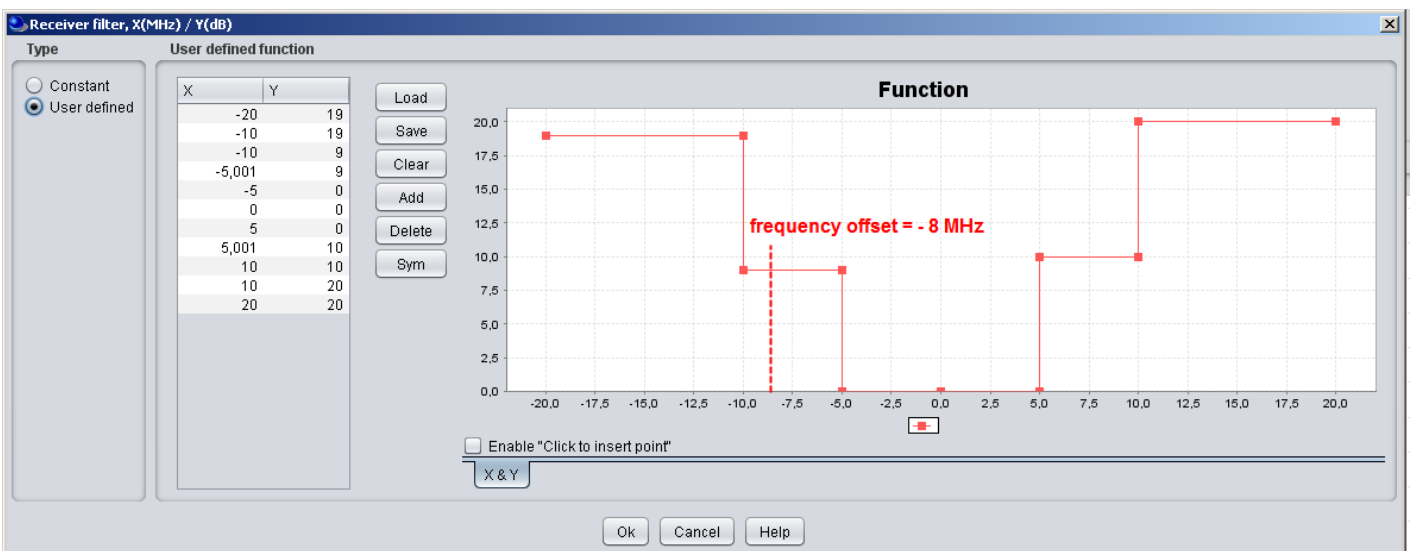 Receiver filter, X(MHz) / Y(dB)
Type
User defined function
Constant
User defined
X Y
-20 19
-10 19
-10 9
-5,001 9
-5 0
0 0
5 0
5,001 10
10 10
10 20
20 20
Load
Save
Clear
Add
Delete
Sym
Function
20,0
17,5
15,0
12,5
10,0
7,5
5,0
2,5
0,0
frequency offset = - 8 MHz
-20,0 -17,5 -15,0 -12,5 -10,0 -7,5 -5,0 -2,5 0,0 2,5 5,0 7,5 10,0 12,5 15,0 17,5 20,0
Enable "Click to insert point"
X & Y
Ok Cancel Help